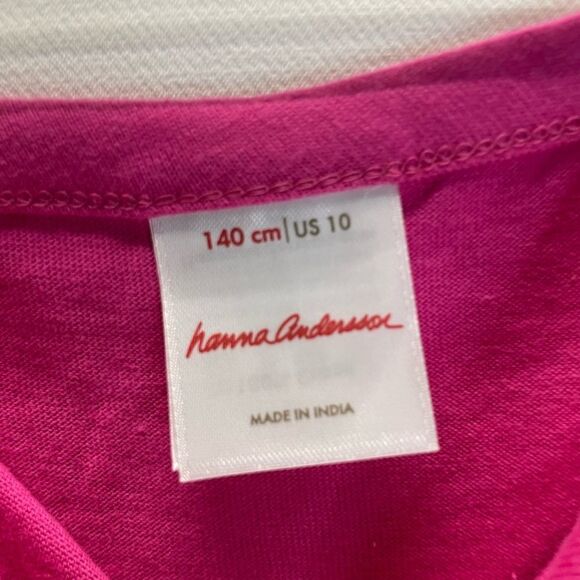 140 cm | US 10
hanna andersson
MADE IN INDIA